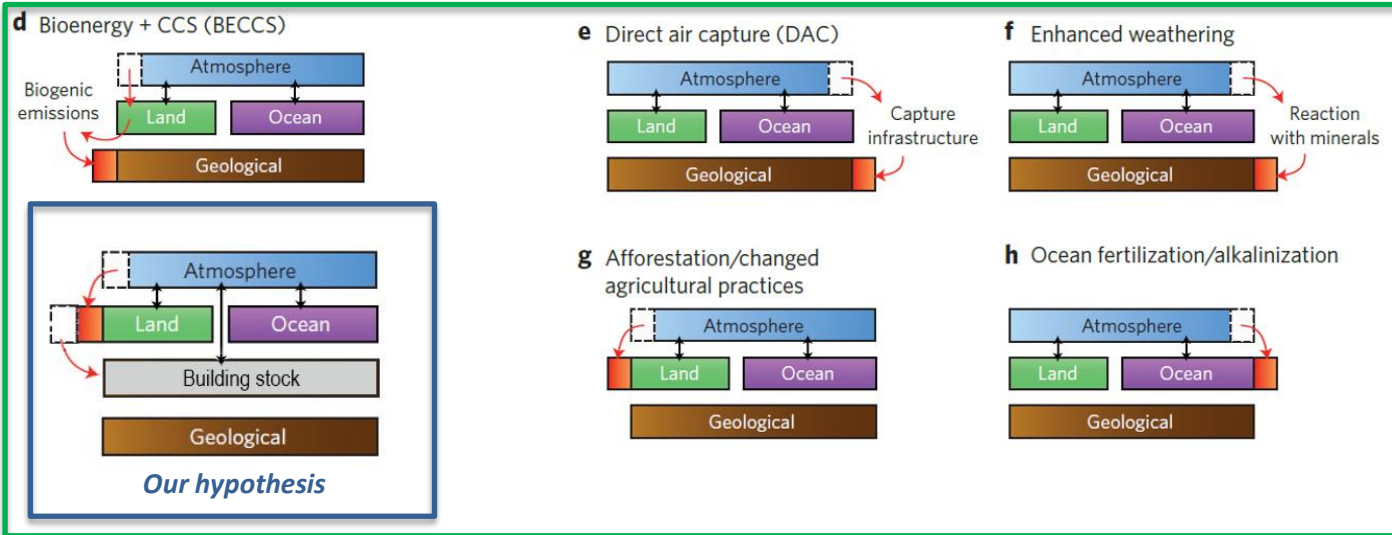 d Bioenergy + CCS (BECCS)
Atmosphere
Biogenic
emissions
Land
Ocean
Geological
e Direct air capture (DAC)
Atmosphere
Land
Ocean
Capture
infrastructure
Geological
f Enhanced weathering
Atmosphere
Land
Ocean
Reaction
with minerals
Geological
Atmosphere
Land
Ocean
Building stock
Geological
Our hypothesis
g Afforestation/changed
agricultural practices
Atmosphere
Land
Ocean
Geological
h Ocean fertilization/alkalinization
Atmosphere
Land
Ocean
Geological